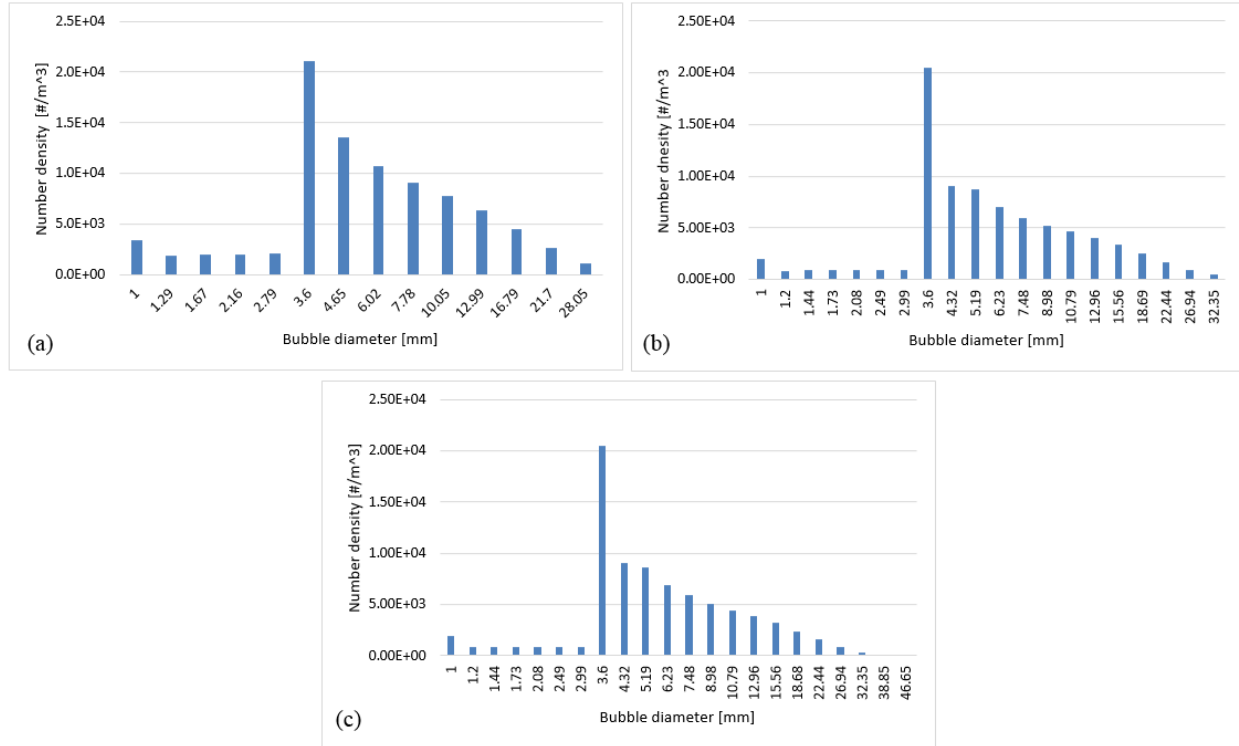 2.5E+04
2.0E+04
1.5E+04
1.0E+04
5.0E+03
0.0E+00
Number density [#/m^3]
1 1.29 1.67 2.16 2.79 3.6 4.65 6.02 7.78 10.05 12.99 16.79 21.7 28.05
Bubble diameter [mm]
(a)
2.50E+04
2.00E+04
1.50E+04
1.00E+04
5.00E+03
0.00E+00
Number dnesity [#/m^3
1 1.2 1.44 1.73 2.08 2.49 2.99 3.6 4.32 5.19 6.23 7.48 8.98 10.79 12.96 15.56 18.69 22.44 26.94 32.35
Bubble diameter [mm]
(b)
2.50E+04
2.00E+04
1.50E+04
1.00E+04
5.00E+03
0.00E+00
Number density [#/m^3]
1 1.2 1.44 1.73 2.08 2.49 2.99 3.6 4.32 5.19 6.23 7.48 8.98 10.79 12.96 15.56 18.68 22.44 26.94 32.35 38.85 46.65
Bubble diameter [mm]
(c)